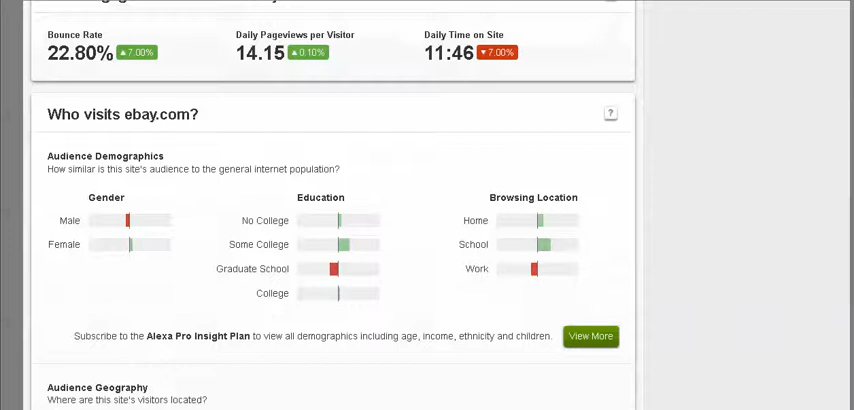 Bounce Rate
22.80% ▲7.00%
Daily Pageviews per Visitor
14.15 ▲0.10%
Daily Time on Site
11:46 ▼7.00%
Who visits ebay.com?
?
Audience Demographics
How similar is this site's audience to the general internet population?
Gender
Male
Female
Education
No College
Some College
Graduate School
College
Browsing Location
Home
School
Work
Subscribe to the Alexa Pro Insight Plan to view all demographics including age, income, ethnicity and children.
View More
Audience Geography
Where are this site's visitors located?